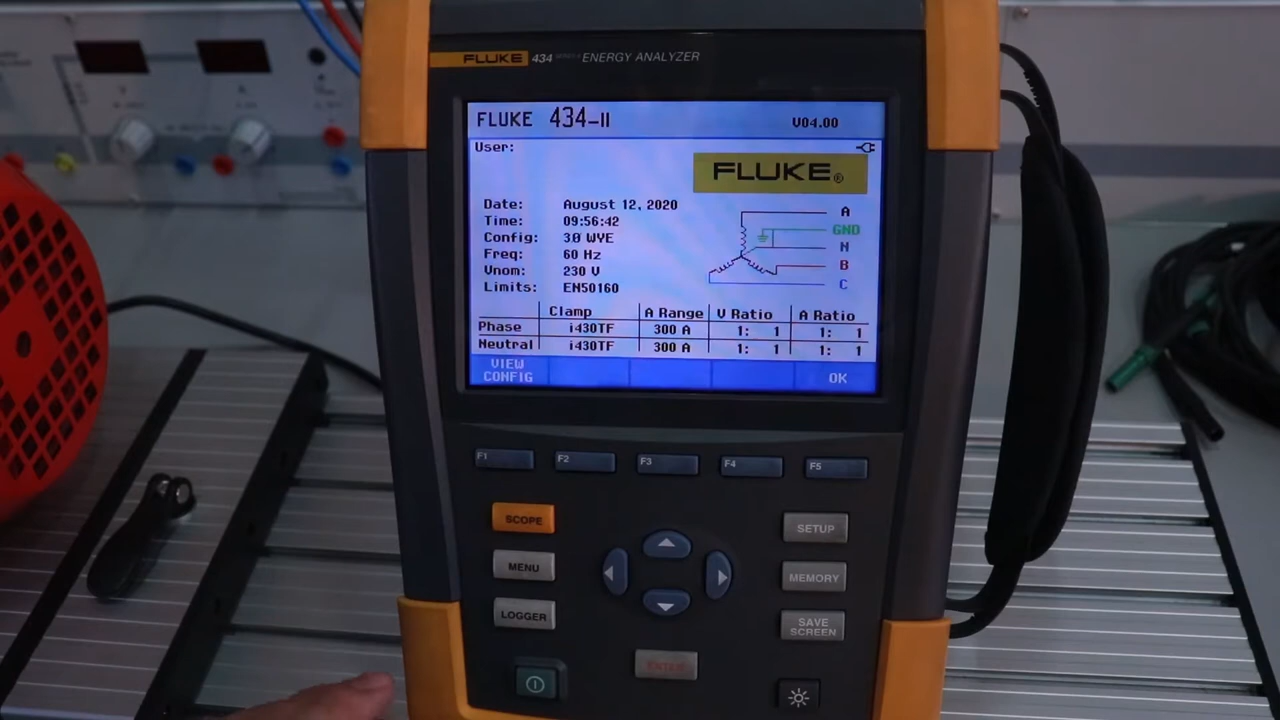 FLUKE 434 ENERGY ANALYZER
FLUKE 434-II V04.00
User:
FLUKE®
Date: August 12, 2020
Time: 09:56:42
Config: 3Ø WYE
Freq: 60 Hz
Vnom: 230 V
Limits: EN50160
A
GND
N
B
C
Clamp A Range V Ratio A Ratio
Phase i430TF 300 A 1: 1 1: 1
Neutral i430TF 300 A 1: 1 1: 1
VIEW
CONFIG
OK
F1 F2 F3 F4 F5
SCOPE
SETUP
MENU
MEMORY
LOGGER
SAVE
SCREEN
ENTER